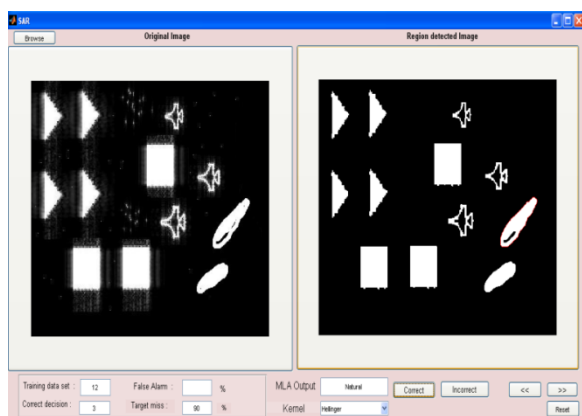 SAR
Browse
Original Image
Region detected Image
Training data set : 12
False Alarm : %
MLA Output Natural
Correct
Incorrect
<<
>>
Correct decision : 3
Target miss : 90 %
Kernel Hellinger
Reset